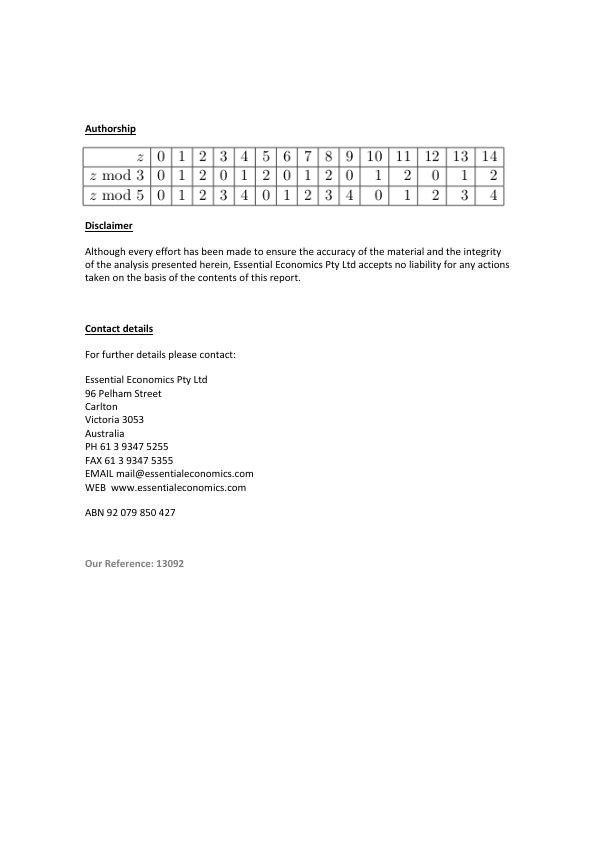 Authorship
z 0 1 2 3 4 5 6 7 8 9 10 11 12 13 14
z mod 3 0 1 2 0 1 2 0 1 2 0 1 2 0 1 2
z mod 5 0 1 2 3 4 0 1 2 3 4 0 1 2 3 4
Disclaimer
Although every effort has been made to ensure the accuracy of the material and the integrity
of the analysis presented herein, Essential Economics Pty Ltd accepts no liability for any actions
taken on the basis of the contents of this report.
Contact details
For further details please contact:
Essential Economics Pty Ltd
96 Pelham Street
Carlton
Victoria 3053
Australia
PH 61 3 9347 5255
FAX 61 3 9347 5355
EMAIL mail@essentialeconomics.com
WEB  www.essentialeconomics.com
ABN 92 079 850 427
Our Reference: 13092